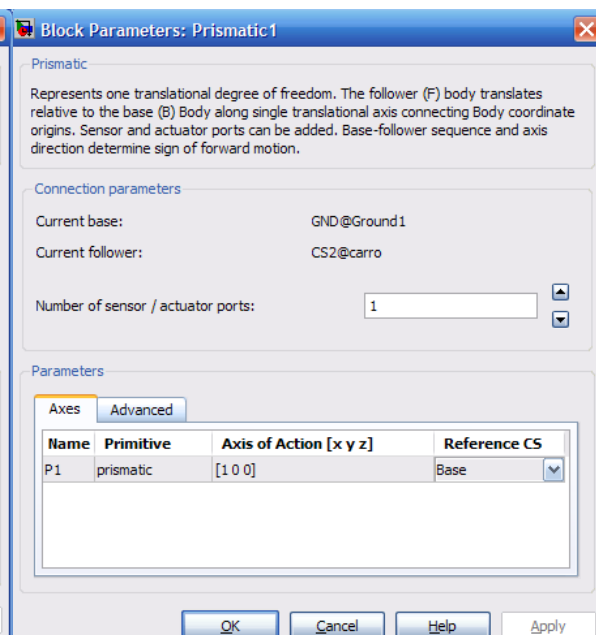 Block Parameters: Prismatic1
Prismatic
Represents one translational degree of freedom. The follower (F) body translates
relative to the base (B) Body along single translational axis connecting Body coordinate
origins. Sensor and actuator ports can be added. Base-follower sequence and axis
direction determine sign of forward motion.
Connection parameters
Current base: GND@Ground1
Current follower: CS2@carro
Number of sensor / actuator ports: 1
Parameters
Axes Advanced
Name Primitive Axis of Action [x y z] Reference CS
P1 prismatic [1 0 0] Base
OK Cancel Help Apply